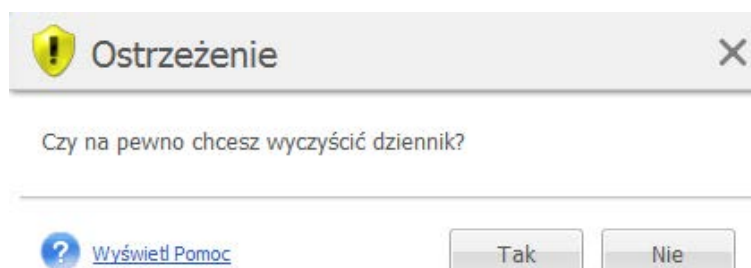 Ostrzeżenie
Czy na pewno chcesz wyczyścić dziennik?
Wyświetl Pomoc Tak Nie